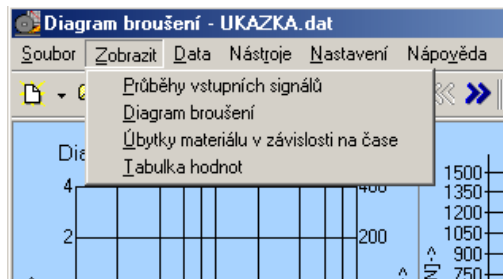 Diagram broušení - UKAZKA.dat
Soubor Zobrazit Data Nástroje Nastavení Nápověda
Průběhy vstupních signálů
Diagram broušení
Úbytky materiálu v závislosti na čase
Tabulka hodnot
4
400
2
200
1500
1350
1200
1050
900
750